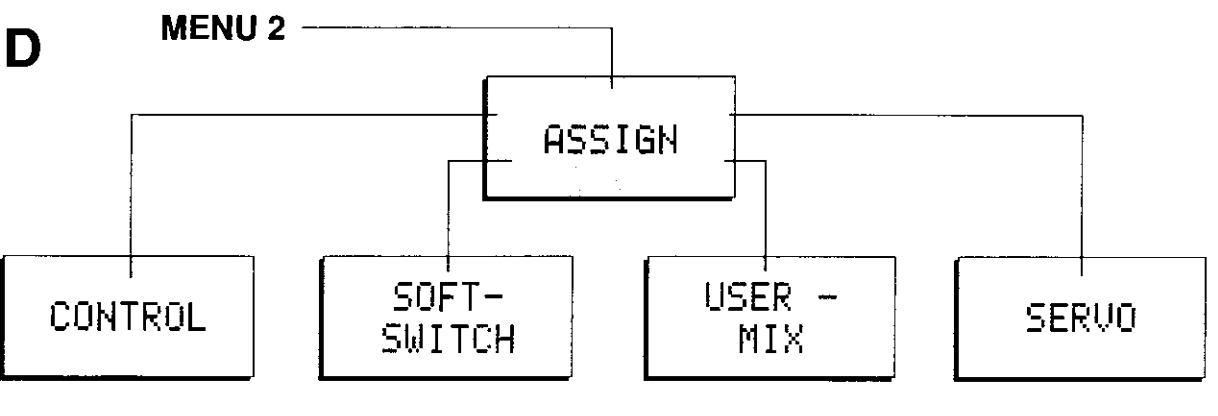 D
MENU 2
ASSIGN
CONTROL
SOFT-
SWITCH
USER -
MIX
SERVO